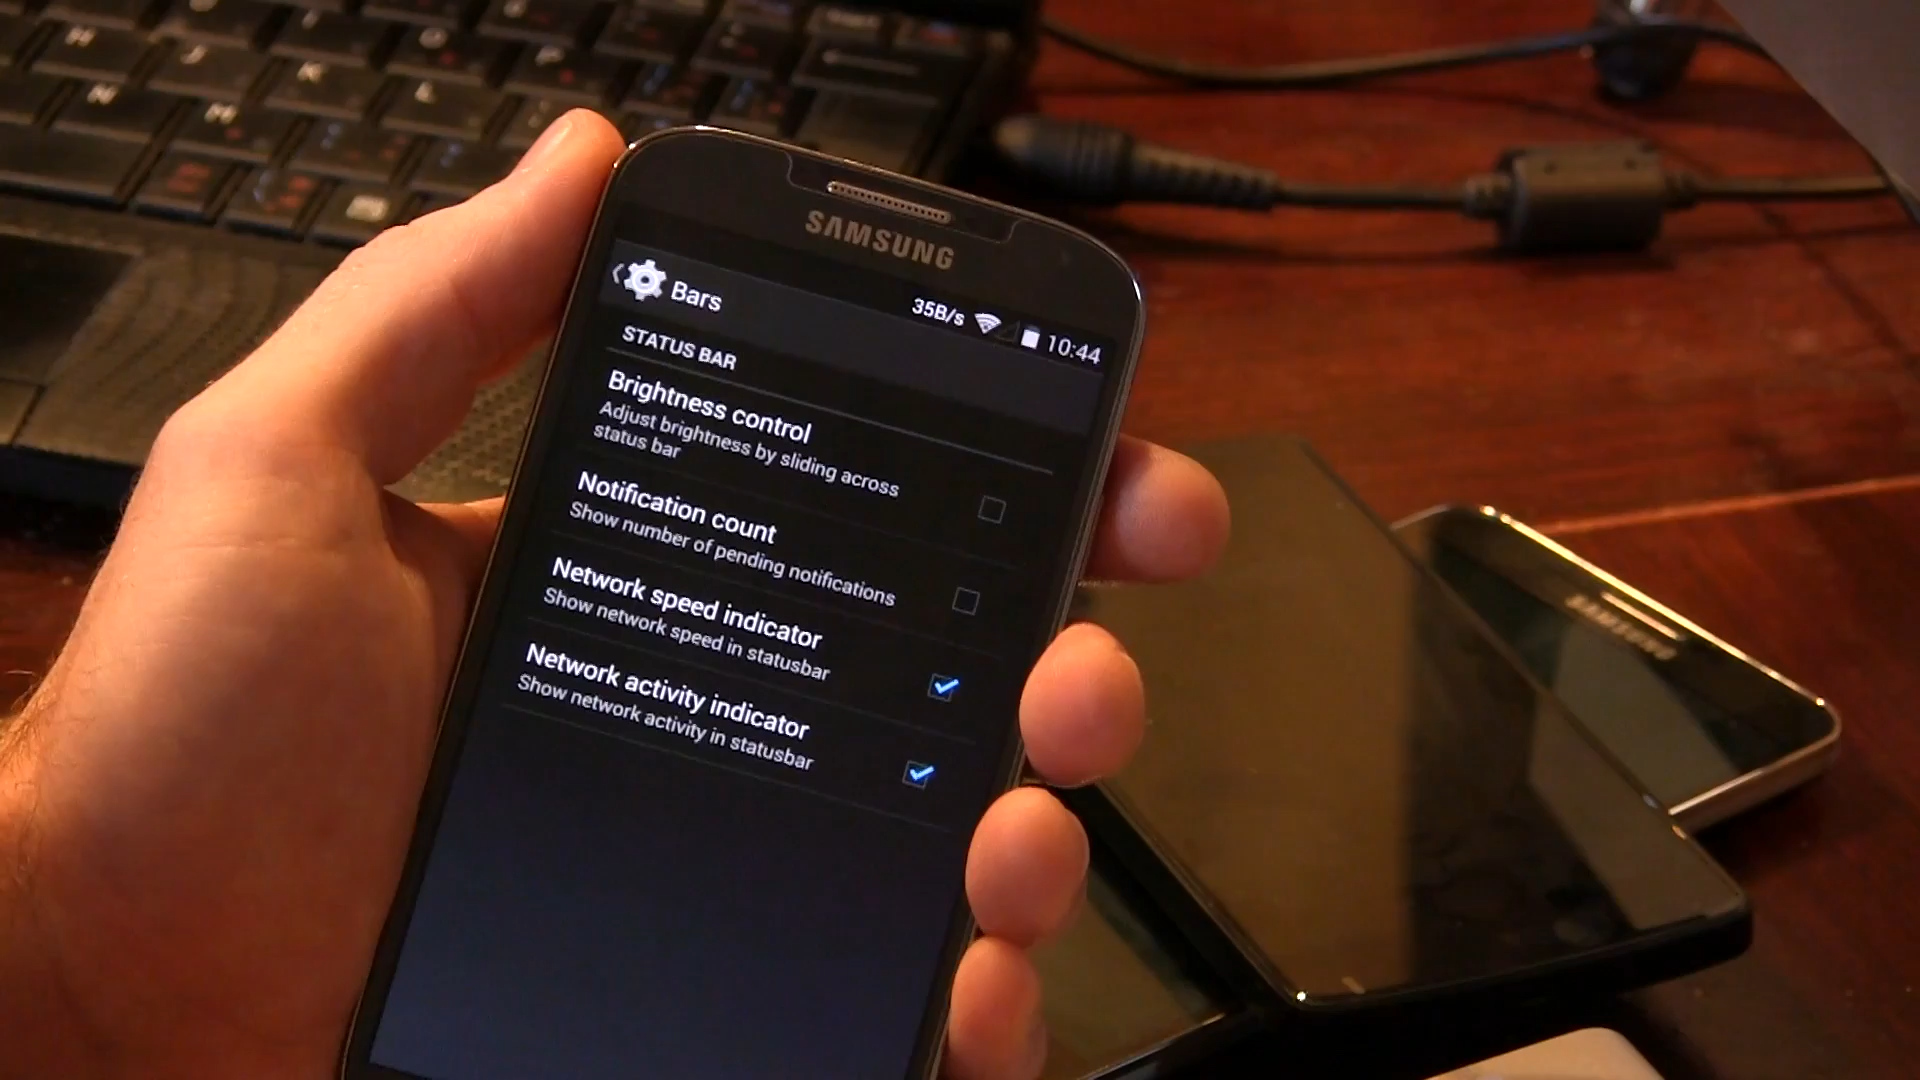 H
J
K
L
O
P
N
M
SAMSUNG
Bars
35B/s 10:44
STATUS BAR
Brightness control
Adjust brightness by sliding across
status bar
Notification count
Show number of pending notifications
Network speed indicator
Show network speed in statusbar
Network activity indicator
Show network activity in statusbar
SAMSUNG